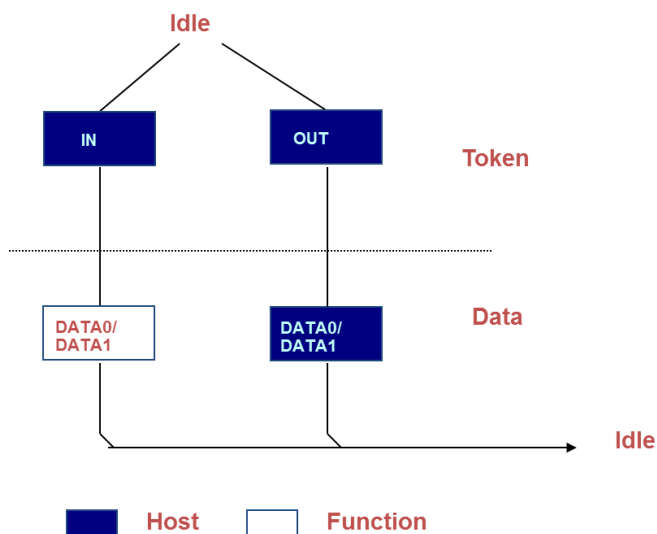 Idle
IN
OUT
Token
DATA0/
DATA1
DATA0/
DATA1
Data
Idle
Host
Function